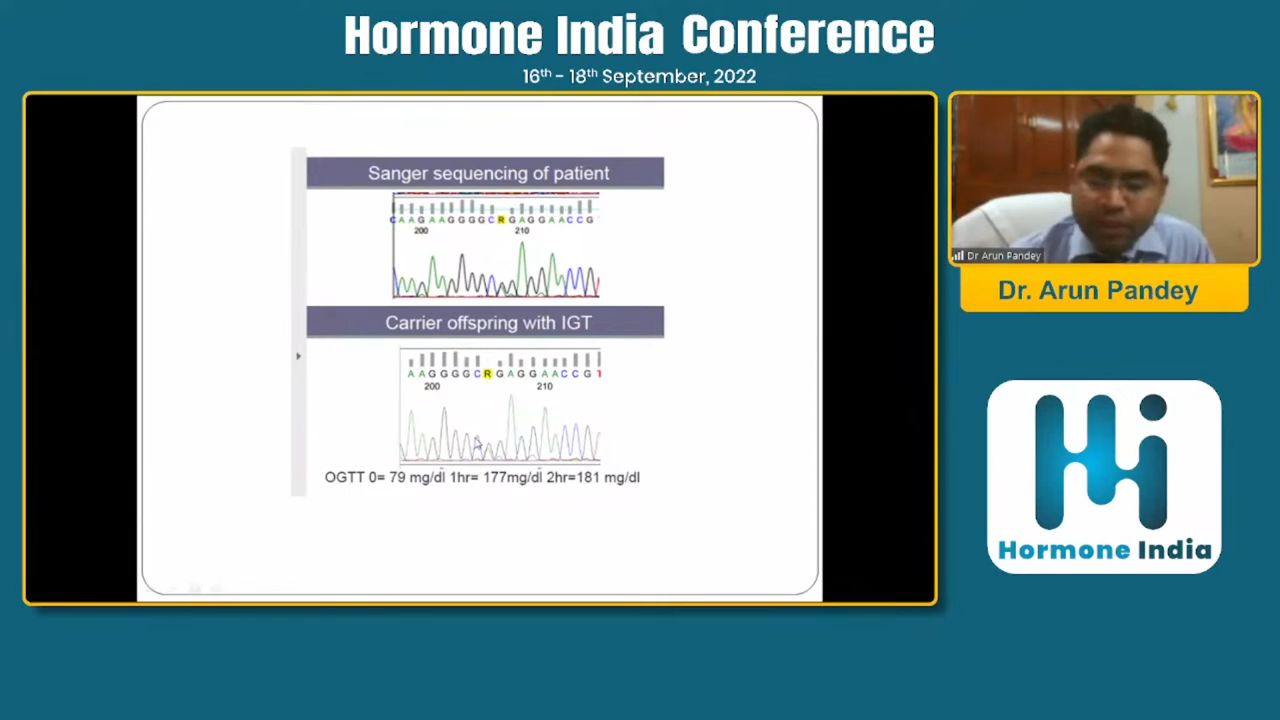 Hormone India Conference
16th - 18th September, 2022
Sanger sequencing of patient
C A A G A A G G G G C R G A G G A A C C G
200 210
Carrier offspring with IGT
A A G G G G C R G A G G A A C C G T
200 210
OGTT 0= 79 mg/dl 1hr= 177mg/dl 2hr=181 mg/dl
Dr Arun Pandey
Dr. Arun Pandey
Hormone India